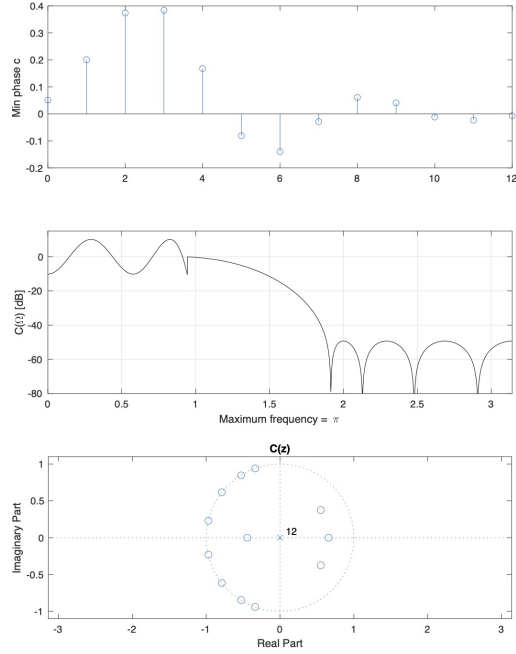 Min phase c
0.4
0.3
0.2
0.1
0
-0.1
-0.2
0 2 4 6 8 10 12
C(Ω) [dB]
0
-20
-40
-60
-80
0 0.5 1 1.5 2 2.5 3
Maximum frequency = π
C(z)
Imaginary Part
1
0.5
0
-0.5
-1
12
-3 -2 -1 0 1 2 3
Real Part